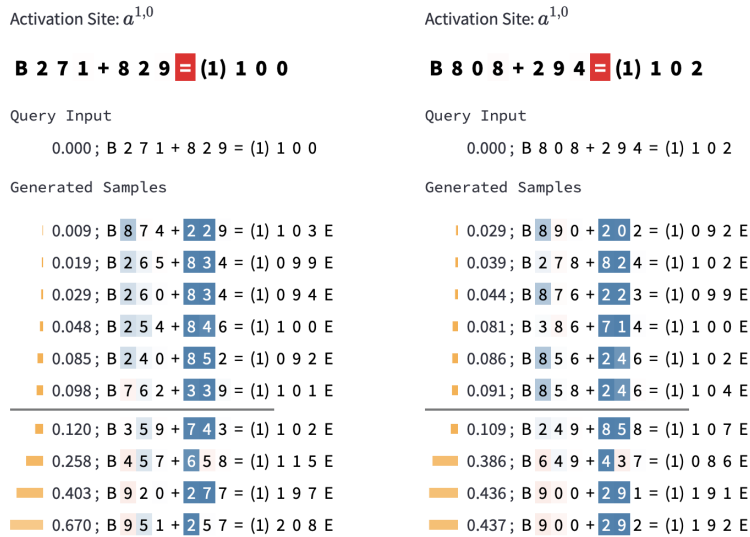 Activation Site: a^{1,0}
B 2 7 1 + 8 2 9 = (1) 1 0 0
Query Input
0.000 ; B 2 7 1 + 8 2 9 = (1) 1 0 0
Generated Samples
0.009 ; B 8 7 4 + 2 2 9 = (1) 1 0 3 E
0.019 ; B 2 6 5 + 8 3 4 = (1) 0 9 9 E
0.029 ; B 2 6 0 + 8 3 4 = (1) 0 9 4 E
0.048 ; B 2 5 4 + 8 4 6 = (1) 1 0 0 E
0.085 ; B 2 4 0 + 8 5 2 = (1) 0 9 2 E
0.098 ; B 7 6 2 + 3 3 9 = (1) 1 0 1 E
0.120 ; B 3 5 9 + 7 4 3 = (1) 1 0 2 E
0.258 ; B 4 5 7 + 6 5 8 = (1) 1 1 5 E
0.403 ; B 9 2 0 + 2 7 7 = (1) 1 9 7 E
0.670 ; B 9 5 1 + 2 5 7 = (1) 2 0 8 E
Activation Site: a^{1,0}
B 8 0 8 + 2 9 4 = (1) 1 0 2
Query Input
0.000 ; B 8 0 8 + 2 9 4 = (1) 1 0 2
Generated Samples
0.029 ; B 8 9 0 + 2 0 2 = (1) 0 9 2 E
0.039 ; B 2 7 8 + 8 2 4 = (1) 1 0 2 E
0.044 ; B 8 7 6 + 2 2 3 = (1) 0 9 9 E
0.081 ; B 3 8 6 + 7 1 4 = (1) 1 0 0 E
0.086 ; B 8 5 6 + 2 4 6 = (1) 1 0 2 E
0.091 ; B 8 5 8 + 2 4 6 = (1) 1 0 4 E
0.109 ; B 2 4 9 + 8 5 8 = (1) 1 0 7 E
0.386 ; B 6 4 9 + 4 3 7 = (1) 0 8 6 E
0.436 ; B 9 0 0 + 2 9 1 = (1) 1 9 1 E
0.437 ; B 9 0 0 + 2 9 2 = (1) 1 9 2 E